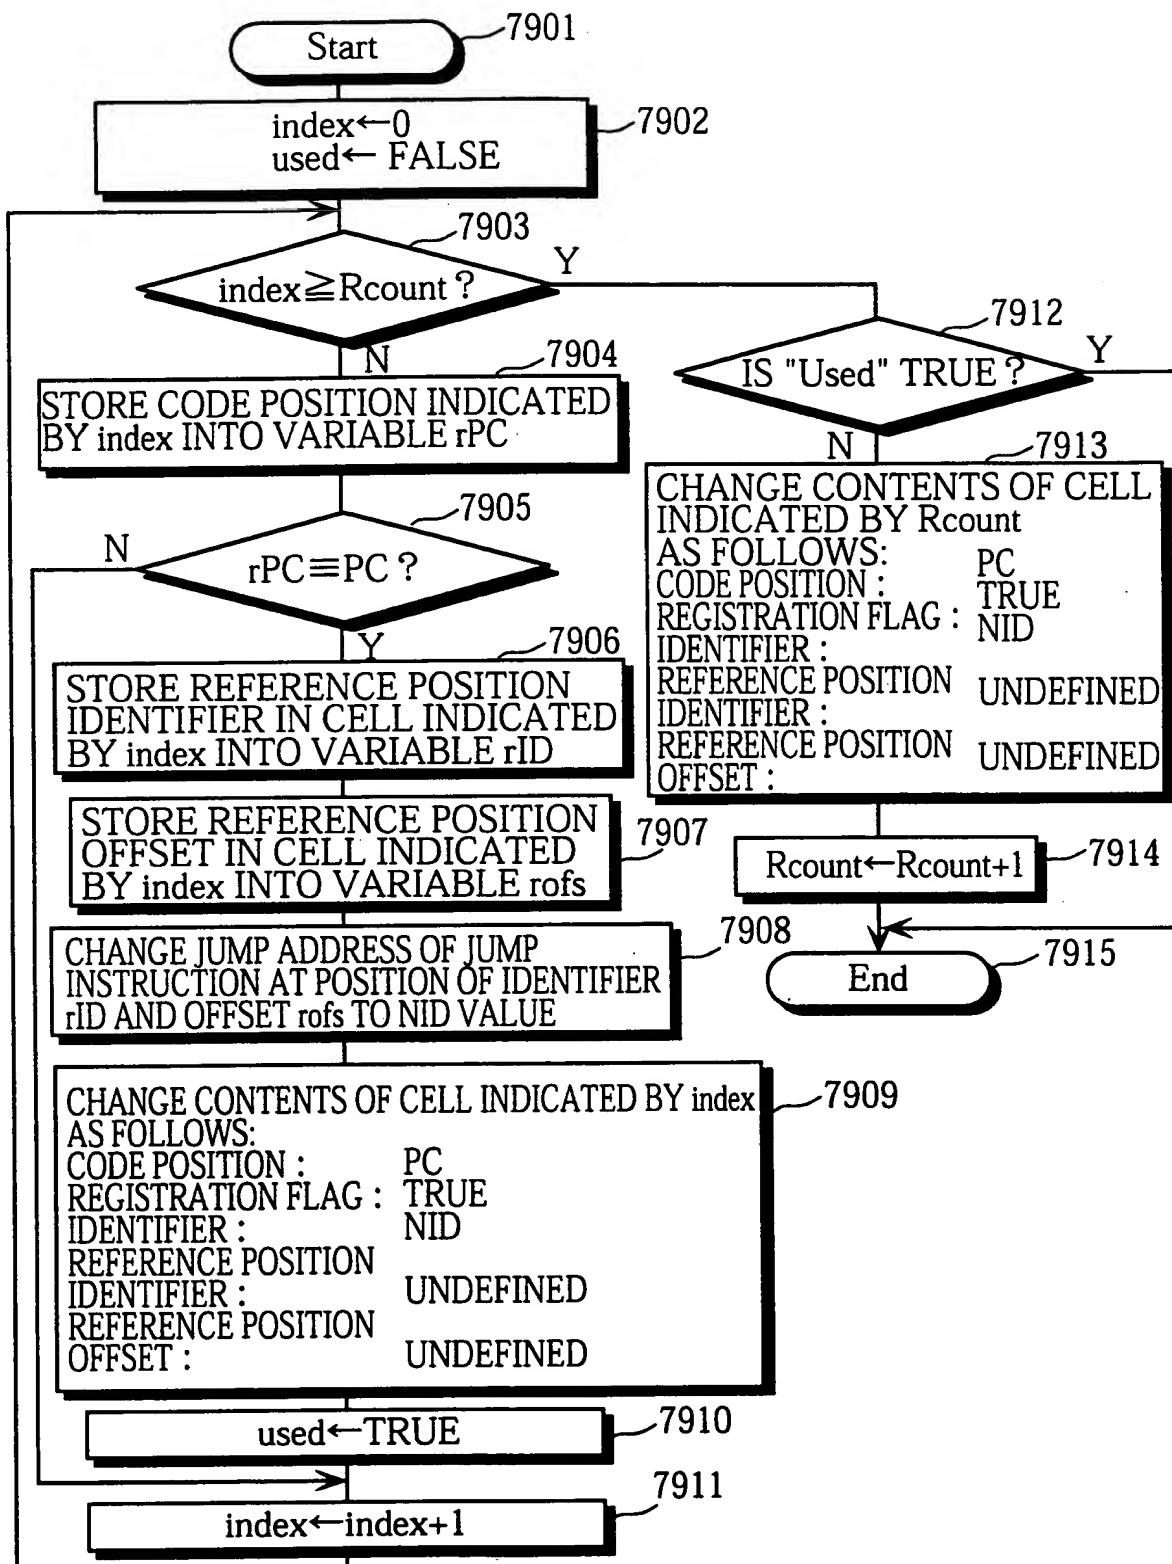 Start
7901
index←0
used← FALSE
7902
7903
index≧Rcount ?
Y
N
7904
STORE CODE POSITION INDICATED
BY index INTO VARIABLE rPC
7905
N
rPC≡PC ?
Y
7906
STORE REFERENCE POSITION
IDENTIFIER IN CELL INDICATED
BY index INTO VARIABLE rID
STORE REFERENCE POSITION
OFFSET IN CELL INDICATED
BY index INTO VARIABLE rofs
7907
7908
CHANGE JUMP ADDRESS OF JUMP
INSTRUCTION AT POSITION OF IDENTIFIER
rID AND OFFSET rofs TO NID VALUE
7909
CHANGE CONTENTS OF CELL INDICATED BY index
AS FOLLOWS:
CODE POSITION : PC
REGISTRATION FLAG : TRUE
IDENTIFIER : NID
REFERENCE POSITION
IDENTIFIER : UNDEFINED
REFERENCE POSITION
OFFSET : UNDEFINED
used←TRUE
7910
7911
index←index+1
7912
IS "Used" TRUE ?
Y
N
7913
CHANGE CONTENTS OF CELL
INDICATED BY Rcount
AS FOLLOWS:
CODE POSITION : PC
REGISTRATION FLAG : TRUE
IDENTIFIER : NID
REFERENCE POSITION
IDENTIFIER : UNDEFINED
REFERENCE POSITION
OFFSET : UNDEFINED
Rcount←Rcount+1
7914
End
7915